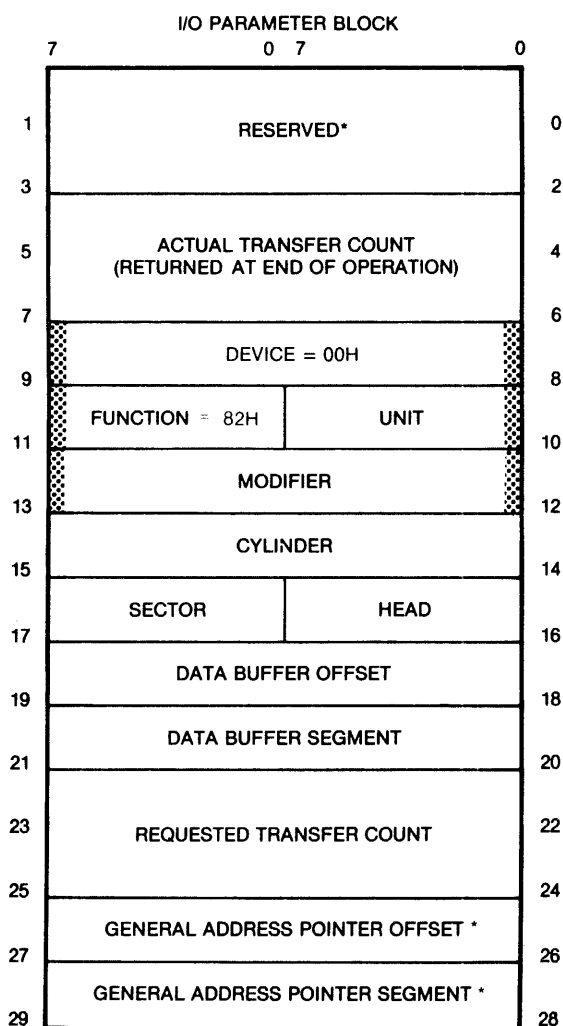 I/O PARAMETER BLOCK
7 0 7 0
1 RESERVED* 0
3 2
5 ACTUAL TRANSFER COUNT 4
(RETURNED AT END OF OPERATION)
7 6
DEVICE = 00H
9 8
FUNCTION = 82H UNIT
11 10
MODIFIER
13 12
CYLINDER
15 14
SECTOR HEAD
17 16
DATA BUFFER OFFSET
19 18
DATA BUFFER SEGMENT
21 20
23 REQUESTED TRANSFER COUNT 22
25 24
GENERAL ADDRESS POINTER OFFSET *
27 26
GENERAL ADDRESS POINTER SEGMENT *
29 28